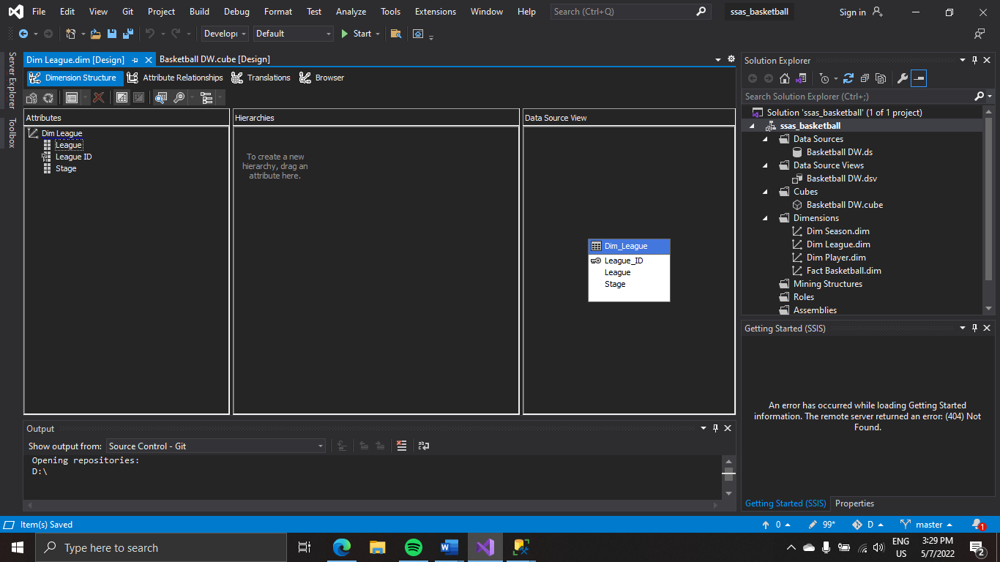 File Edit View Git Project Build Debug Format Test Analyze Tools Extensions Window Help Search (Ctrl+Q) ssas_basketball Sign in
Develop Default Start
Server Explorer
Toolbox
Dim League.dim [Design] Basketball DW.cube [Design]
Dimension Structure Attribute Relationships Translations Browser
Attributes
Dim League
League
League ID
Stage
Hierarchies
To create a new
hierarchy, drag an
attribute here.
Data Source View
Dim_League
League_ID
League
Stage
Output
Show output from: Source Control - Git
Opening repositories:
D:\
Solution Explorer
Search Solution Explorer (Ctrl+;)
Solution 'ssas_basketball' (1 of 1 project)
ssas_basketball
Data Sources
Basketball DW.ds
Data Source Views
Basketball DW.dsv
Cubes
Basketball DW.cube
Dimensions
Dim Season.dim
Dim League.dim
Dim Player.dim
Fact Basketball.dim
Mining Structures
Roles
Assemblies
Getting Started (SSIS)
An error has occurred while loading Getting Started
information. The remote server returned an error: (404) Not
Found.
Getting Started (SSIS) Properties
Item(s) Saved 0 99* D master 1
Type here to search
ENG
US
3:29 PM
5/7/2022
2